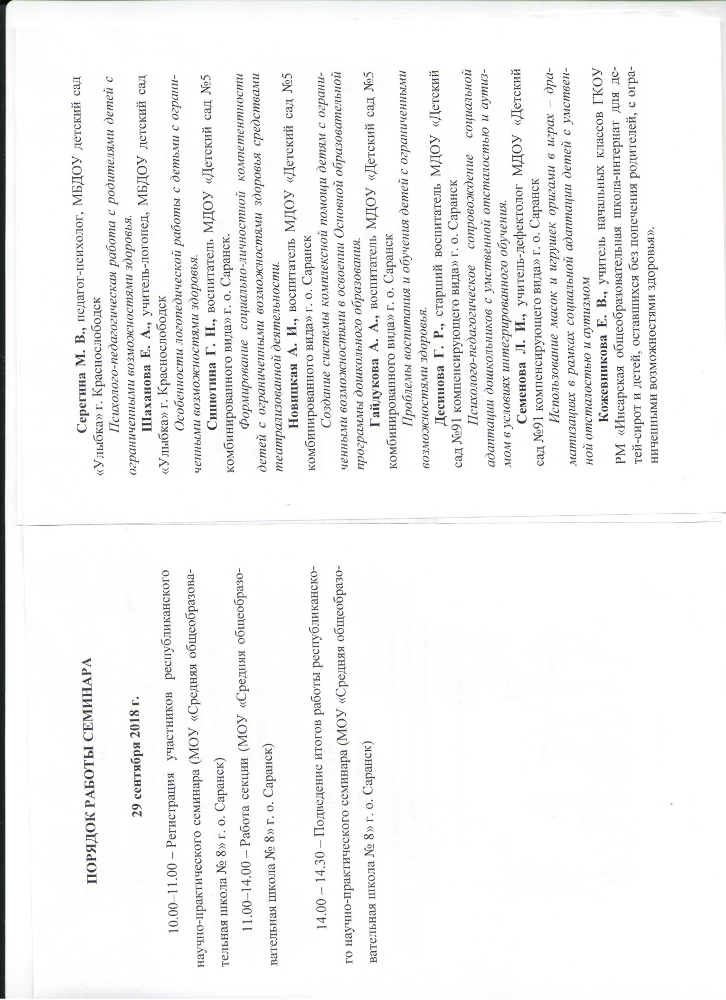 ПОРЯДОК РАБОТЫ СЕМИНАРА
29 сентября 2018 г.
10.00–11.00 – Регистрация участников республиканского
научно-практического семинара (МОУ «Средняя общеобразова-
тельная школа № 8» г. о. Саранск)
11.00–14.00 – Работа секции (МОУ «Средняя общеобразо-
вательная школа № 8» г. о. Саранск)
14.00 – 14.30 – Подведение итогов работы республиканско-
го научно-практического семинара (МОУ «Средняя общеобразо-
вательная школа № 8» г. о. Саранск)
Серегина М. В., педагог-психолог, МБДОУ детский сад
«Улыбка» г. Краснослободск
Психолого-педагогическая работа с родителями детей с
ограниченными возможностями здоровья.
Шаханова Е. А., учитель-логопед, МБДОУ детский сад
«Улыбка» г. Краснослободск
Особенности логопедической работы с детьми с ограни-
ченными возможностями здоровья.
Синютина Г. Н., воспитатель МДОУ «Детский сад №5
комбинированного вида» г. о. Саранск.
Формирование социально-личностной компетентности
детей с ограниченными возможностями здоровья средствами
театрализованной деятельности.
Новицкая А. И., воспитатель МДОУ «Детский сад №5
комбинированного вида» г. о. Саранск
Создание системы комплексной помощи детям с ограни-
ченными возможностями в освоении Основной образовательной
программы дошкольного образования.
Гайдукова А. А., воспитатель МДОУ «Детский сад №5
комбинированного вида» г. о. Саранск
Проблемы воспитания и обучения детей с ограниченными
возможностями здоровья.
Десинова Г. Р., старший воспитатель МДОУ «Детский
сад №91 компенсирующего вида» г. о. Саранск
Психолого-педагогическое сопровождение социальной
адаптации дошкольников с умственной отсталостью и аутиз-
мом в условиях интегрированного обучения.
Семенова Л. И., учитель-дефектолог МДОУ «Детский
сад №91 компенсирующего вида» г. о. Саранск
Использование масок и игрушек оригами в играх – дра-
матизациях в рамках социальной адаптации детей с умствен-
ной отсталостью и аутизмом
Кожевникова Е. В., учитель начальных классов ГКОУ
РМ «Инсарская общеобразовательная школа-интернат для де-
тей-сирот и детей, оставшихся без попечения родителей, с огра-
ниченными возможностями здоровья».